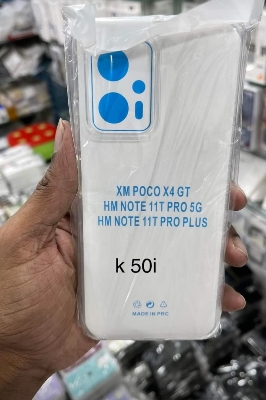 XM POCO X4 GT
HM NOTE 11T PRO 5G
HM NOTE 11T PRO PLUS
k 50i
MADE IN PRC